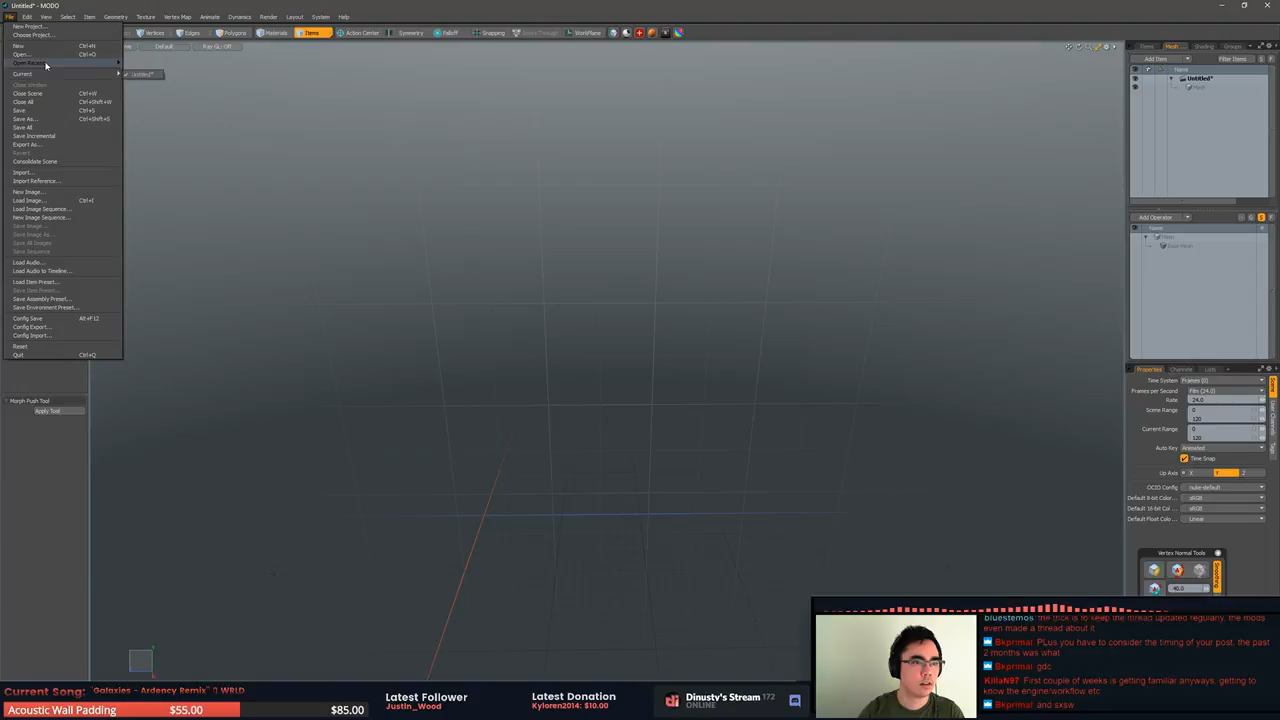 Untitled* - MODO
File Edit View Select Item Geometry Texture Vertex Map Animate Dynamics Render Layout System Help
New Project...
Choose Project...
New Ctrl+N
Open... Ctrl+O
Open Recent
Current
Close Scene Ctrl+W
Close All Ctrl+Shift+W
Save Ctrl+S
Save As... Ctrl+Shift+S
Save All
Save Incremental
Export As...
Revert
Consolidate Scene
Import...
Import Reference...
New Image...
Load Image... Ctrl+I
Load Image Sequence...
New Image Sequence...
Save Image...
Save Image As...
Save All Images
Save Sequence
Load Audio...
Load Audio to Timeline...
Load Item Preset...
Save Item Preset...
Save Assembly Preset...
Save Environment Preset...
Config Save Alt+F12
Config Export...
Config Import...
Reset
Quit Ctrl+Q
Untitled*
Morph Push Tool
Apply Tool
Vertices Edges Polygons Materials Items Action Center Symmetry Falloff Snapping WorkPlane
Default Ray GL: Off
Items Mesh... Shading Groups
Add Item Filter Items S F
Name
Untitled*
Mesh
Add Operator G S F
Name
Mesh
Base Mesh
Properties Channels Lists +
Time System Frames (0)
Frames per Second Film (24.0)
Rate 24.0
Scene Range 0
120
Current Range 0
120
Auto Key Animated
Time Snap
Up Axis X Y Z
OCIO Config nuke-default
Default 8-bit Color... sRGB
Default 16-bit Col... sRGB
Default Float Colo... Linear
User Channels
Tags
Vertex Normal Tools
Smoothing
40.0
bluestemos the trick is to keep the thread updated regularly, the mods
even made a thread about it
Bkprimal: PLus you have to consider the timing of your post, the past
2 months was what
Bkprimal: gdc
KillaN97: First couple of weeks is getting familiar anyways, getting to
know the engine/workflow etc
Bkprimal: and sxsw
Current Song: "Galaxies - Ardency Remix" WRLD
Acoustic Wall Padding $55.00 $85.00
Latest Follower
Justin_Wood
Latest Donation
Kyloren2014: $10.00
Dinusty's Stream 172
ONLINE